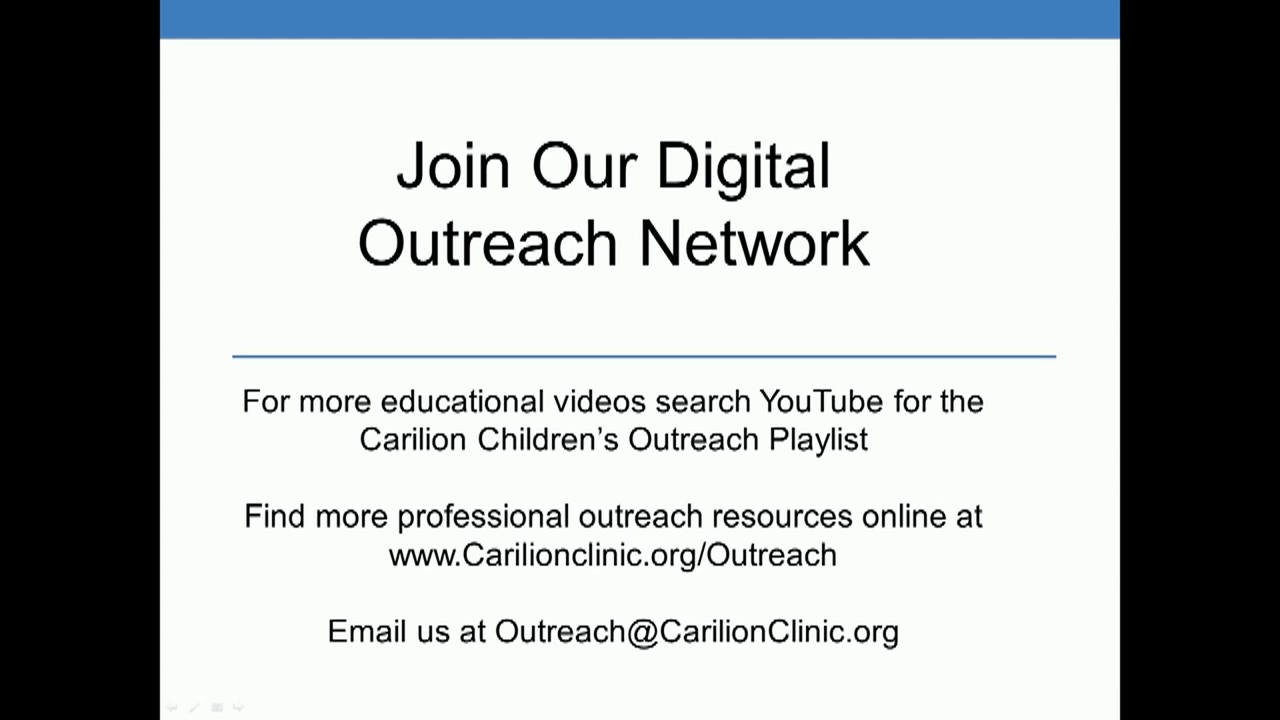 Join Our Digital
Outreach Network
For more educational videos search YouTube for the
Carilion Children’s Outreach Playlist
Find more professional outreach resources online at
www.Carilionclinic.org/Outreach
Email us at Outreach@CarilionClinic.org